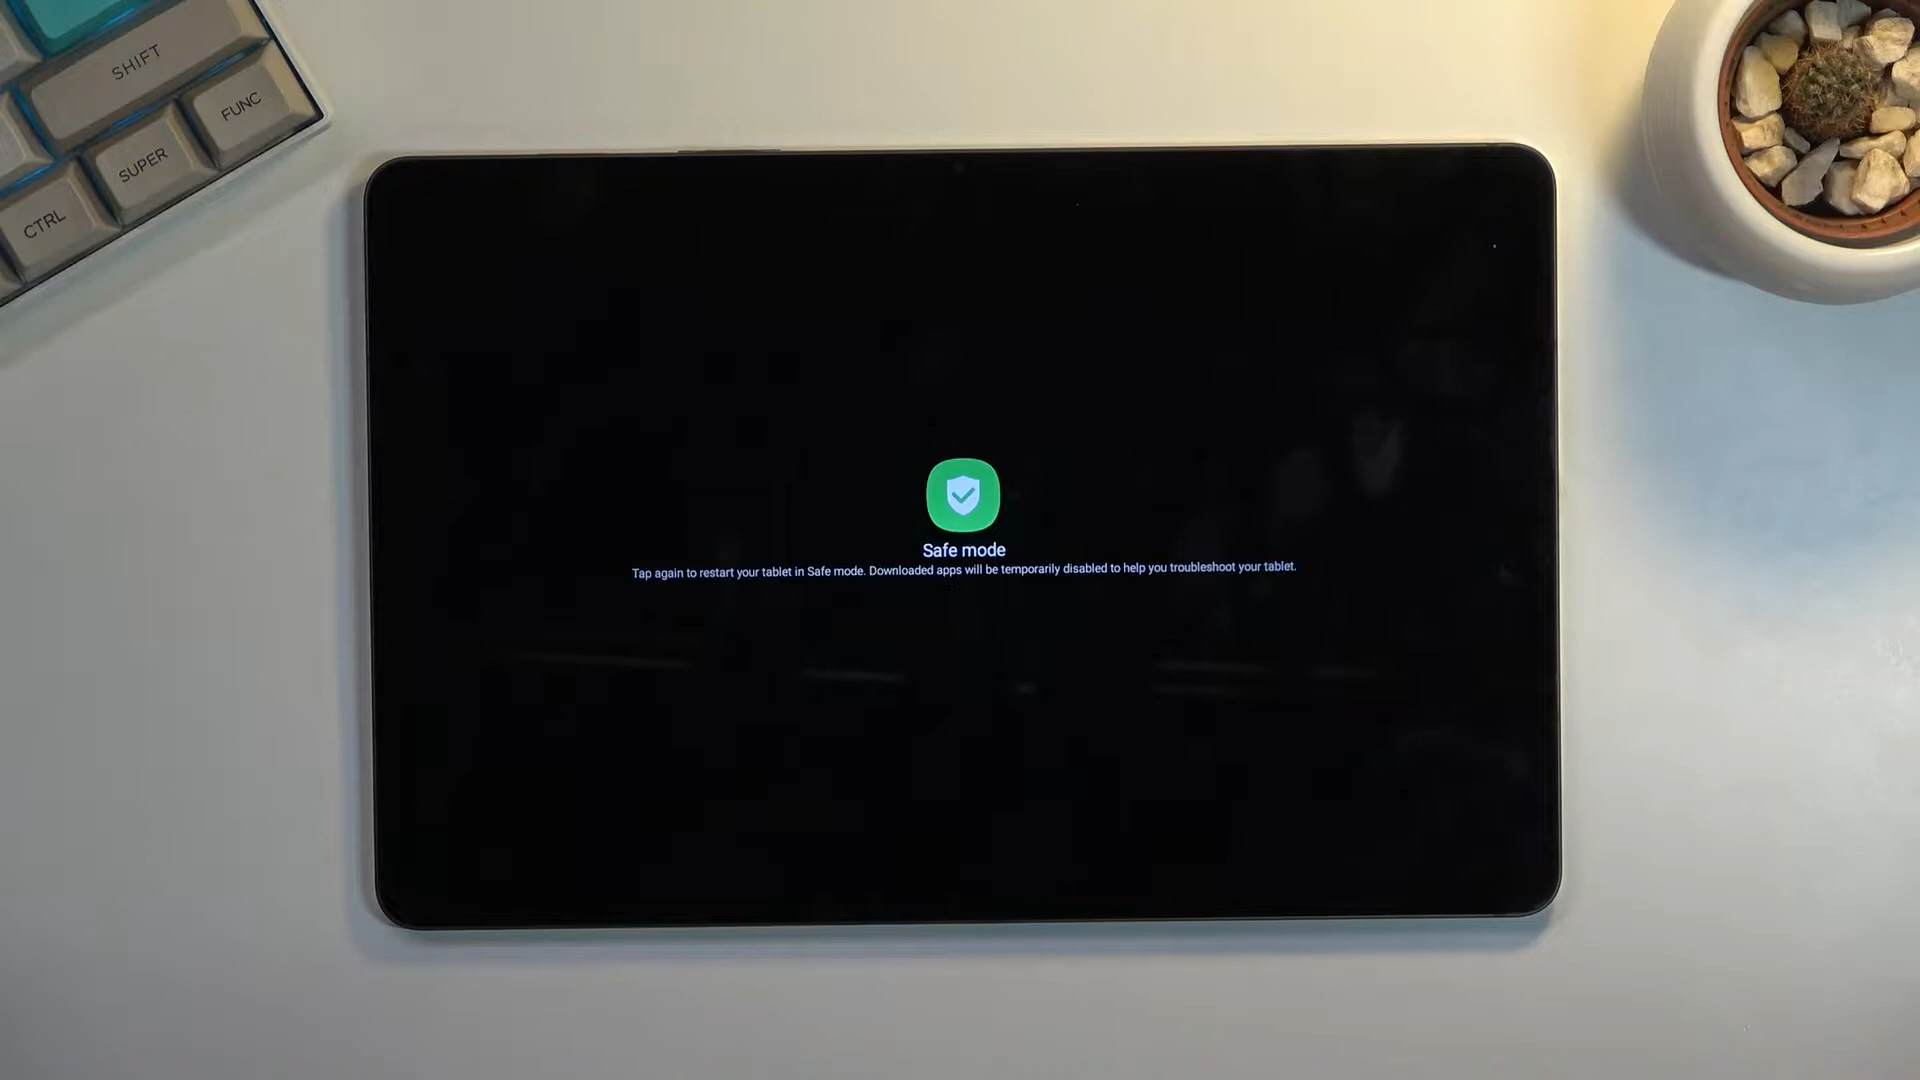 SHIFT
FUNC
SUPER
CTRL
Safe mode
Tap again to restart your tablet in Safe mode. Downloaded apps will be temporarily disabled to help you troubleshoot your tablet.